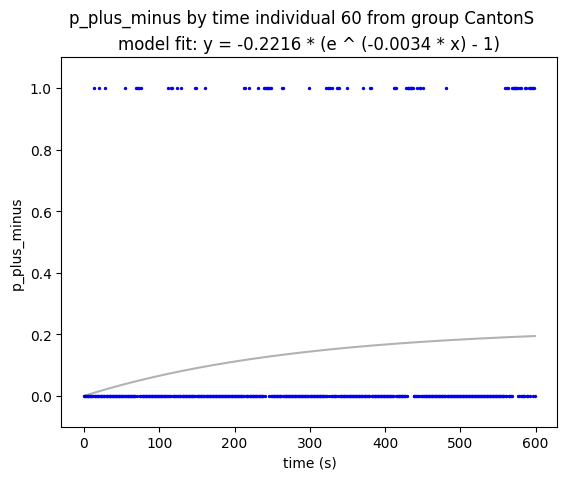 p_plus_minus by time individual 60 from group CantonS
model fit: y = -0.2216 * (e ^ (-0.0034 * x) - 1)
1.0
0.8
0.6
0.4
0.2
0.0
p_plus_minus
0 100 200 300 400 500 600
time (s)